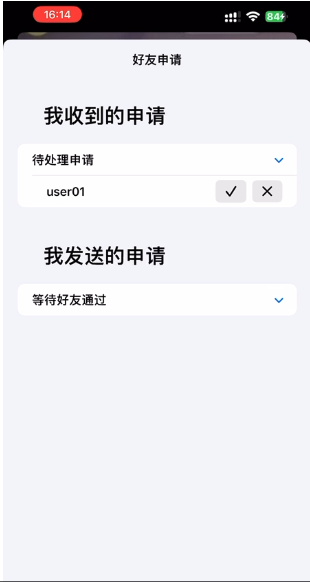 16:14
84
好友申请
我收到的申请
待处理申请
user01
我发送的申请
等待好友通过